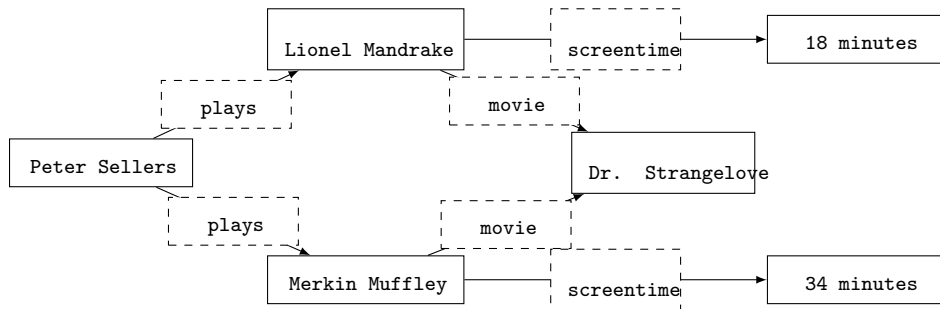 Lionel Mandrake
screentime
18 minutes
plays
movie
Peter Sellers
Dr. Strangelove
plays
movie
Merkin Muffley
screentime
34 minutes